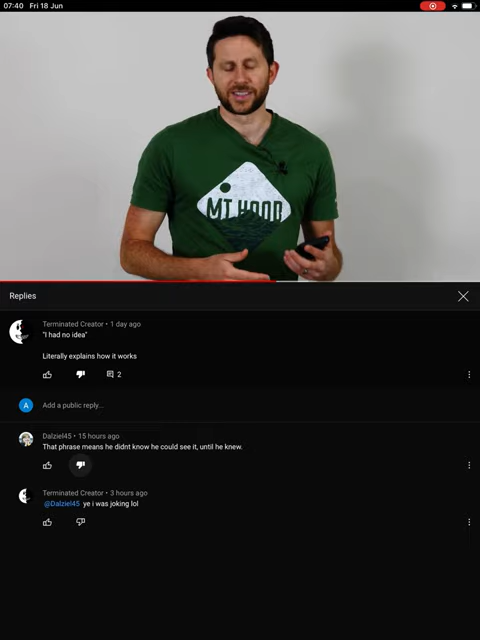 07:40 Fri 18 Jun
MT HOOD
Replies
Terminated Creator • 1 day ago
"I had no idea"
Literally explains how it works
2
A Add a public reply...
Dalziel45 • 15 hours ago
That phrase means he didnt know he could see it, until he knew.
Terminated Creator • 3 hours ago
@Dalziel45 ye i was joking lol